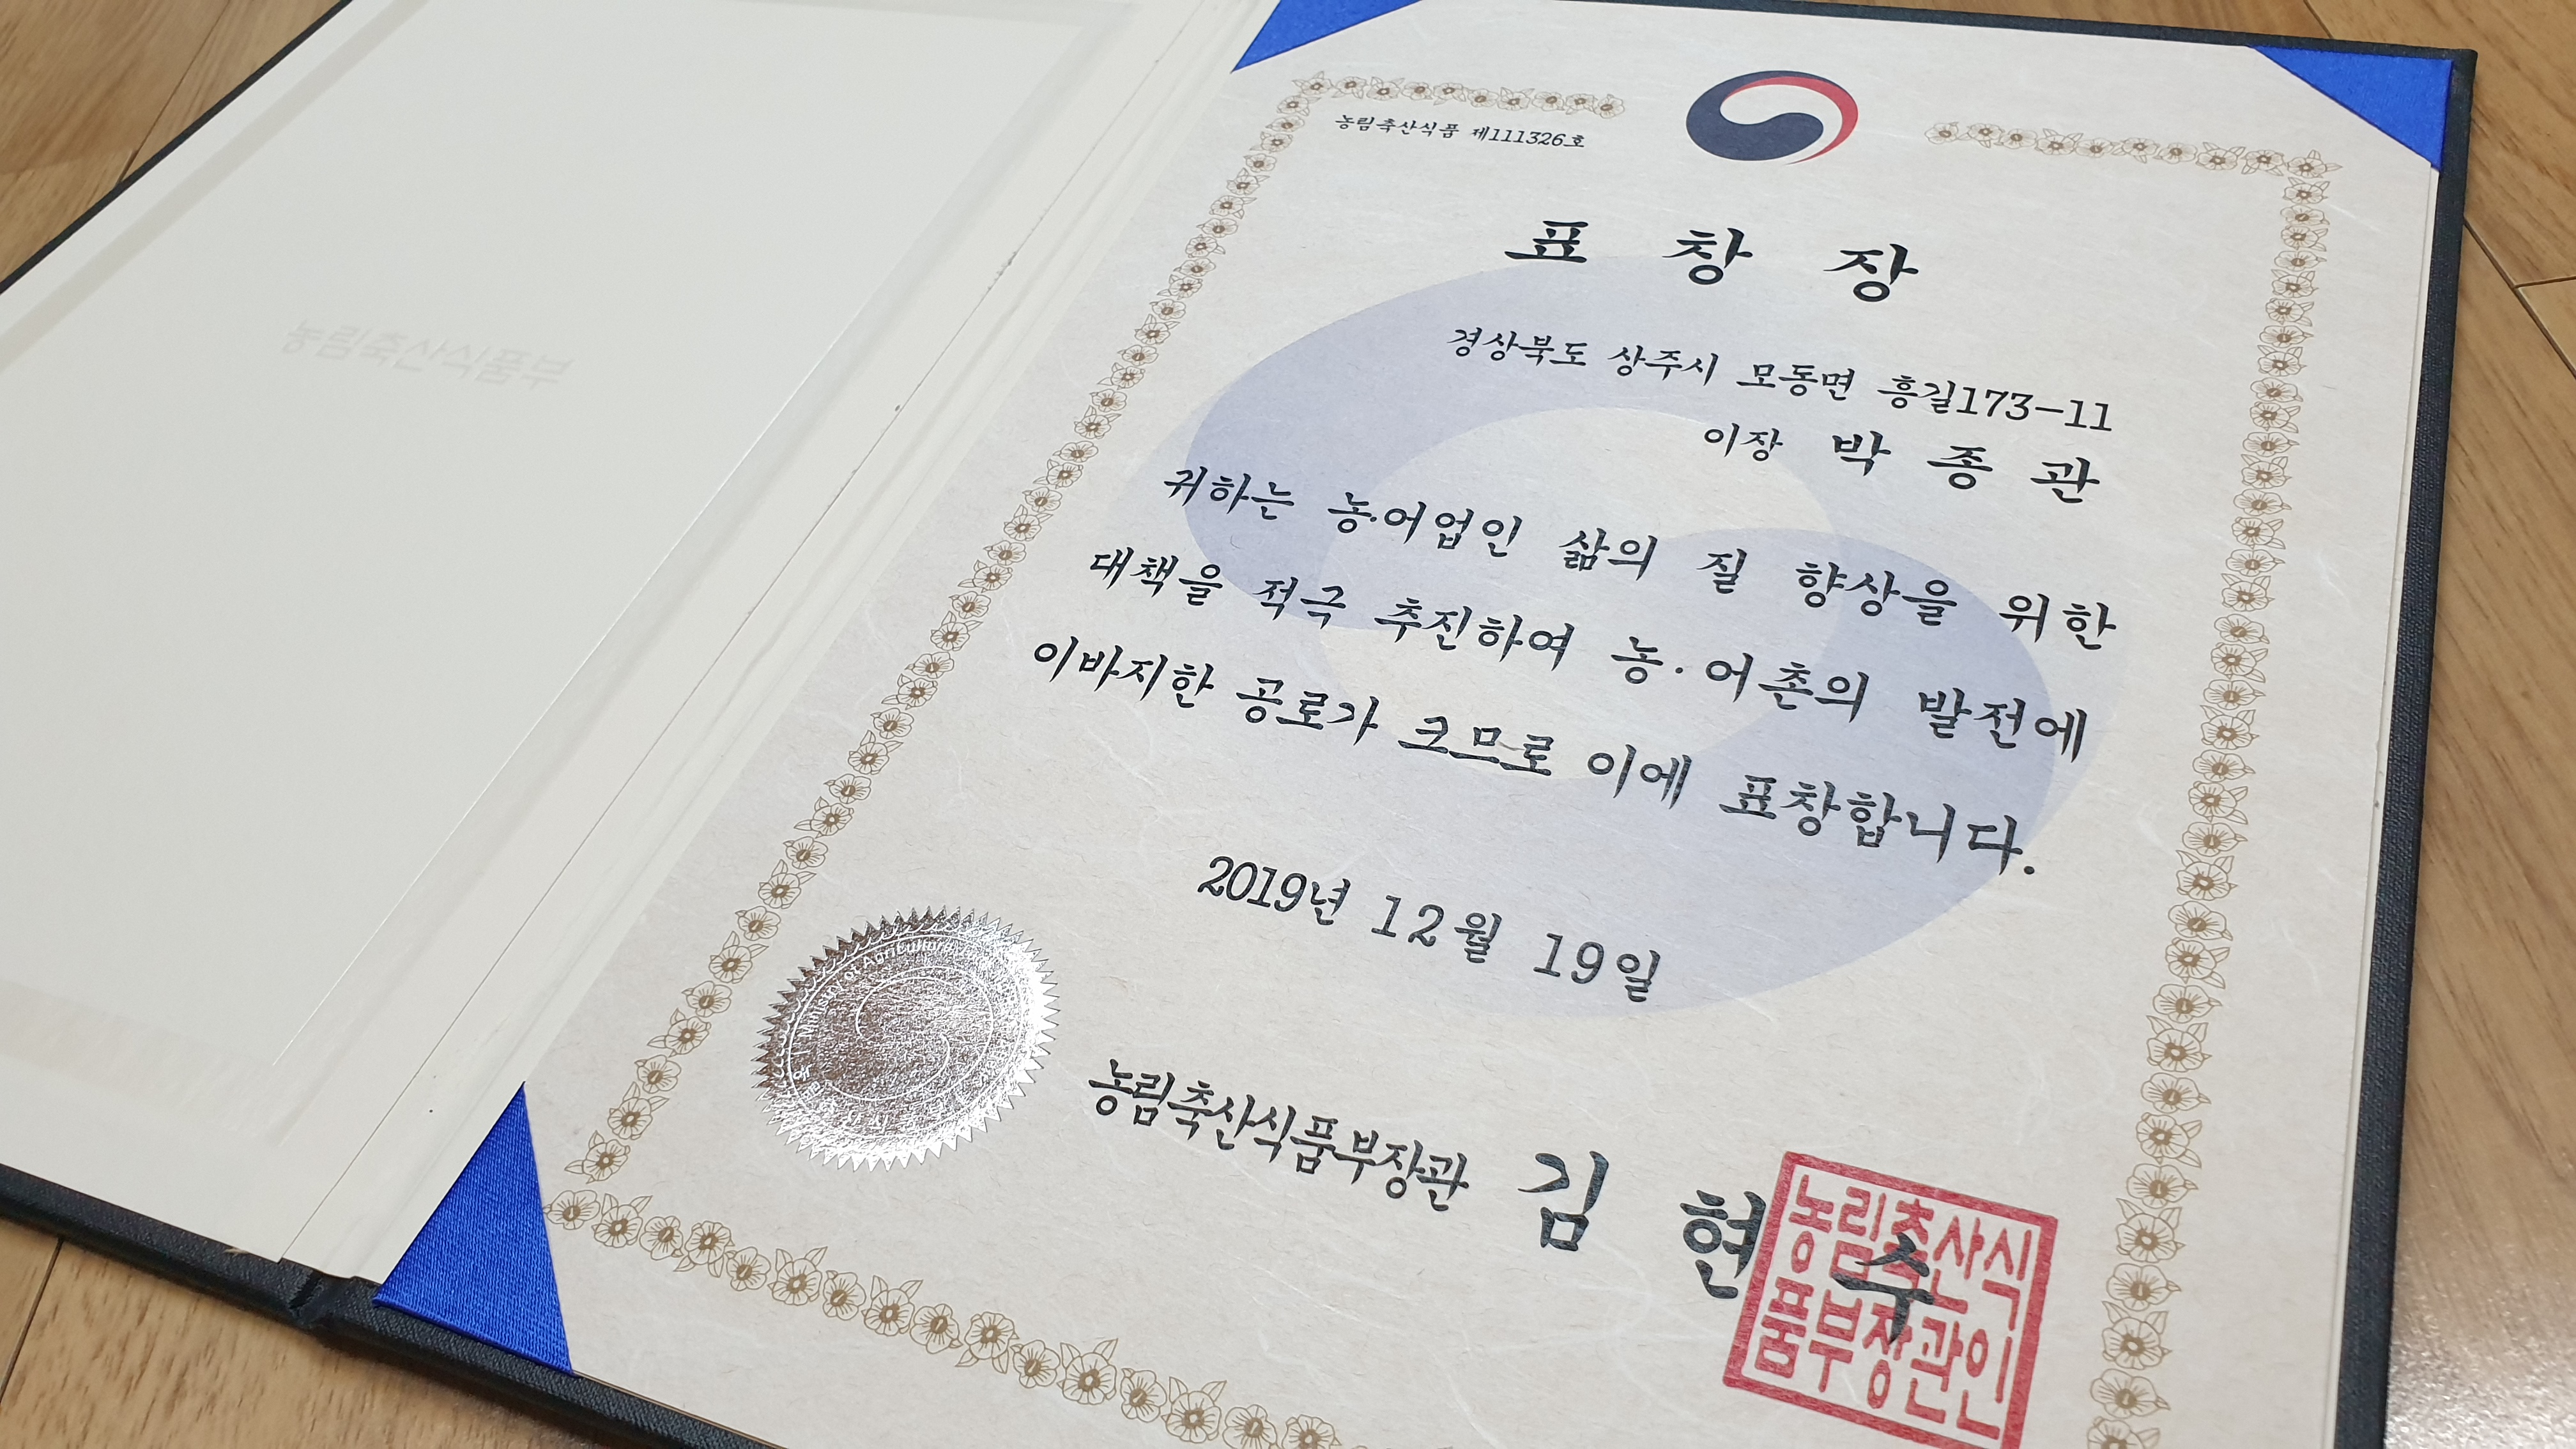 농림축산식품부
농림축산식품 제111326호
표 창 장
경상북도 상주시 모동면 흥길173-11
이장 박 종 관
귀하는 농·어업인 삶의 질 향상을 위한
대책을 적극 추진하여 농·어촌의 발전에
이바지한 공로가 크므로 이에 표창합니다.
2019년 12월 19일
Ministry of Agriculture
농림축산식품부장관 김 현 수
농림축산식
품부장관인